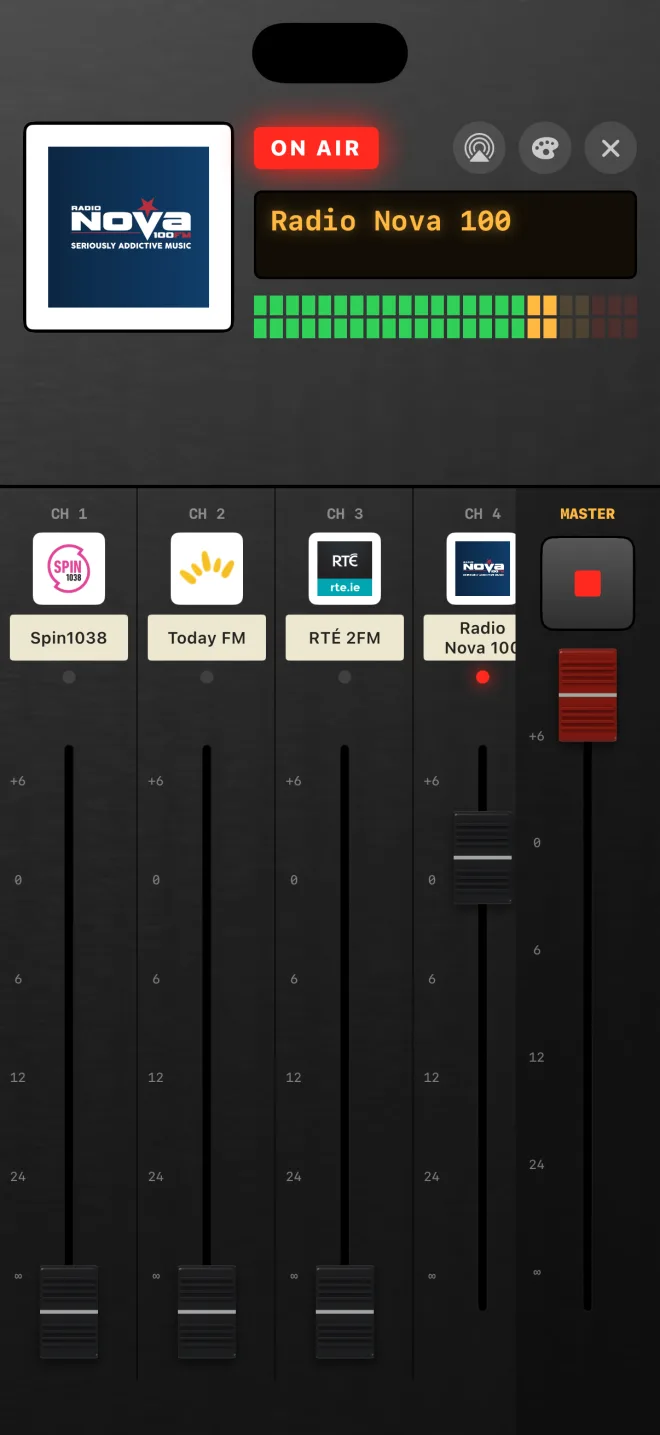 ON AIR
RADIO
NOVA
100FM
SERIOUSLY ADDICTIVE MUSIC
Radio Nova 100
CH 1
CH 2
CH 3
CH 4
MASTER
SPIN
1038
RTÉ
rte.ie
NOVA
Spin1038
Today FM
RTÉ 2FM
Radio
Nova 100
+6
+6
+6
+6
+6
0
0
0
0
0
6
6
6
6
6
12
12
12
12
12
24
24
24
24
24
∞
∞
∞
∞
∞